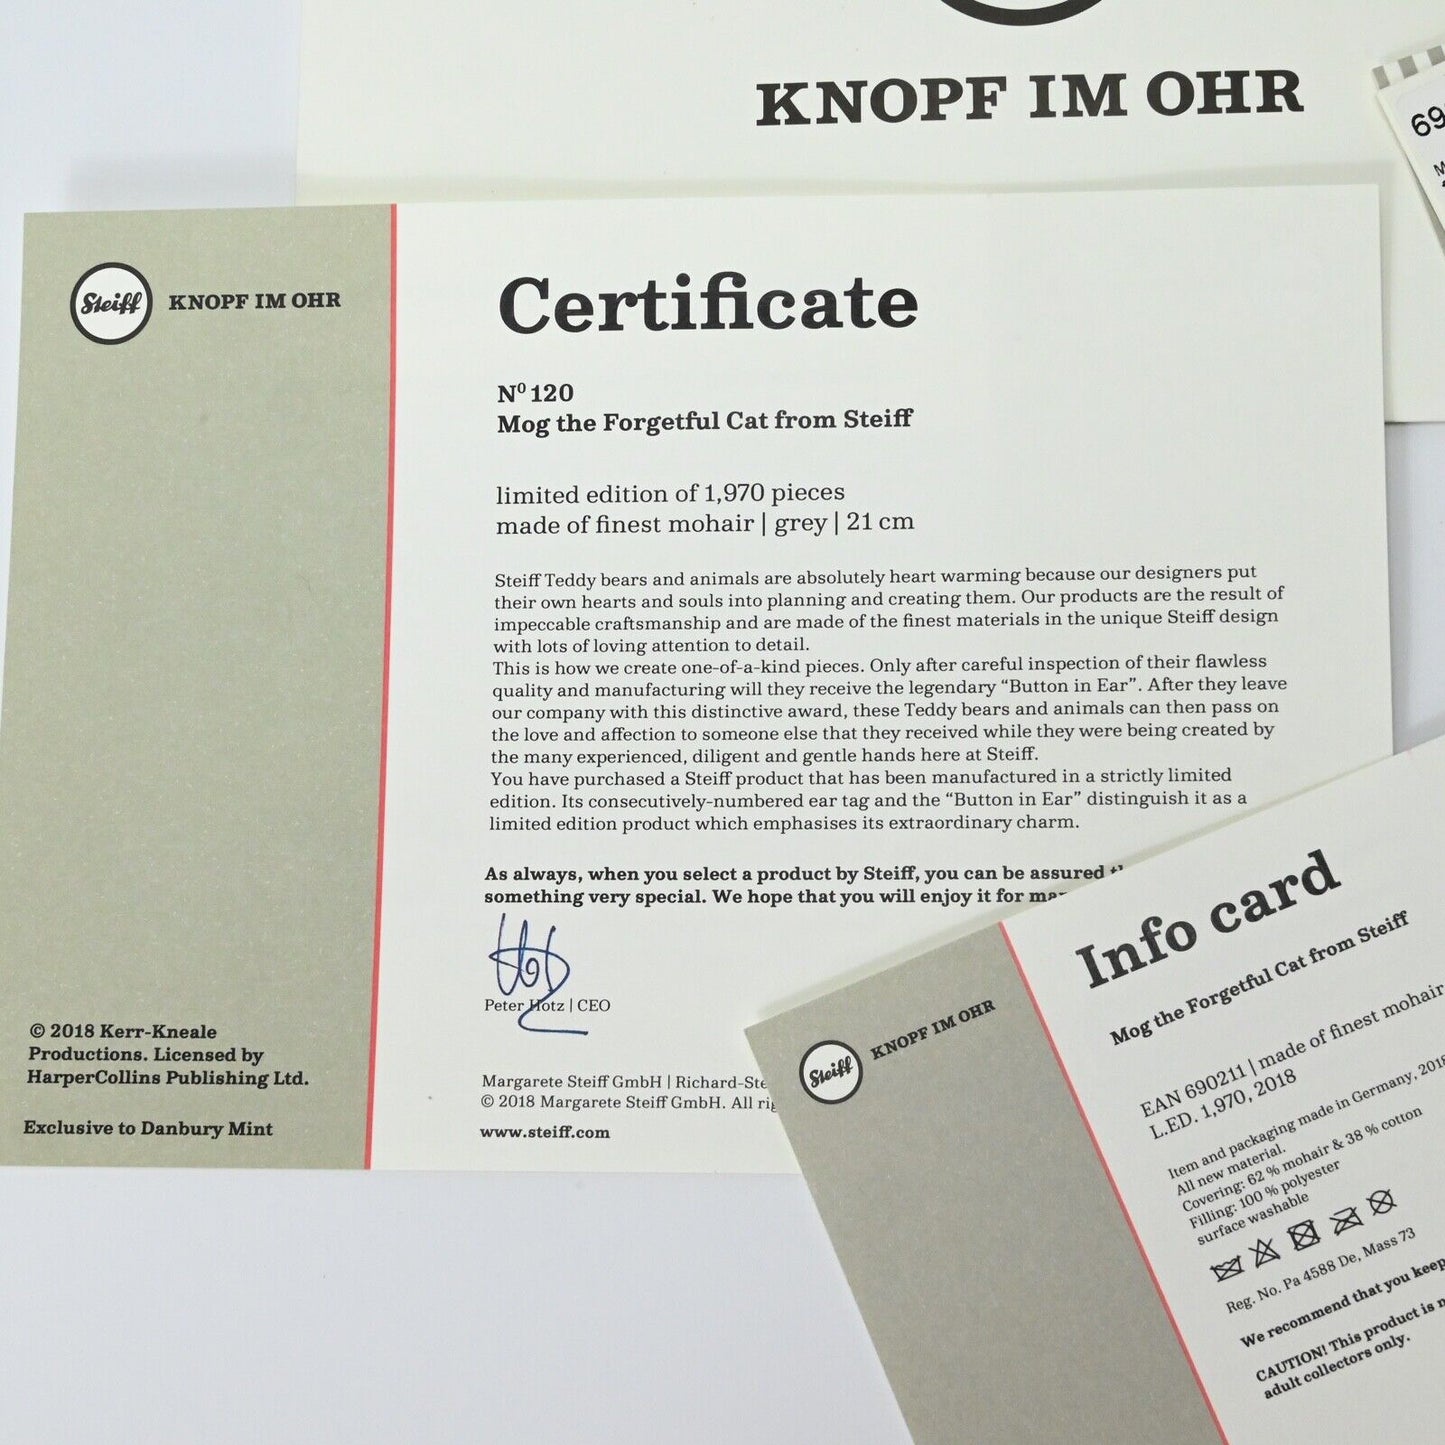 KNOPF IM OHR
69
Steiff KNOPF IM OHR
Certificate
Nº 120
Mog the Forgetful Cat from Steiff
limited edition of 1,970 pieces
made of finest mohair | grey | 21 cm
Steiff Teddy bears and animals are absolutely heart warming because our designers put
their own hearts and souls into planning and creating them. Our products are the result of
impeccable craftsmanship and are made of the finest materials in the unique Steiff design
with lots of loving attention to detail.
This is how we create one-of-a-kind pieces. Only after careful inspection of their flawless
quality and manufacturing will they receive the legendary “Button in Ear”. After they leave
our company with this distinctive award, these Teddy bears and animals can then pass on
the love and affection to someone else that they received while they were being created by
the many experienced, diligent and gentle hands here at Steiff.
You have purchased a Steiff product that has been manufactured in a strictly limited
edition. Its consecutively-numbered ear tag and the “Button in Ear” distinguish it as a
limited edition product which emphasises its extraordinary charm.
As always, when you select a product by Steiff, you can be assured
something very special. We hope that you will enjoy it for
Peter Hotz | CEO
Margarete Steiff GmbH | Richard-Ste
© 2018 Margarete Steiff GmbH. All
www.steiff.com
© 2018 Kerr-Kneale
Productions. Licensed by
HarperCollins Publishing Ltd.
Exclusive to Danbury Mint
Steiff KNOPF IM OHR
Info card
Mog the Forgetful Cat from Steiff
EAN 690211 | made of finest mohair
L.ED. 1,970, 2018
Item and packaging made in Germany, 2018
All new material.
Covering: 62 % mohair & 38 % cotton
Filling: 100 % polyester
surface washable
Reg. No. Pa 4588 De, Mass 73
We recommend that you keep
CAUTION! This product is
adult collectors only.